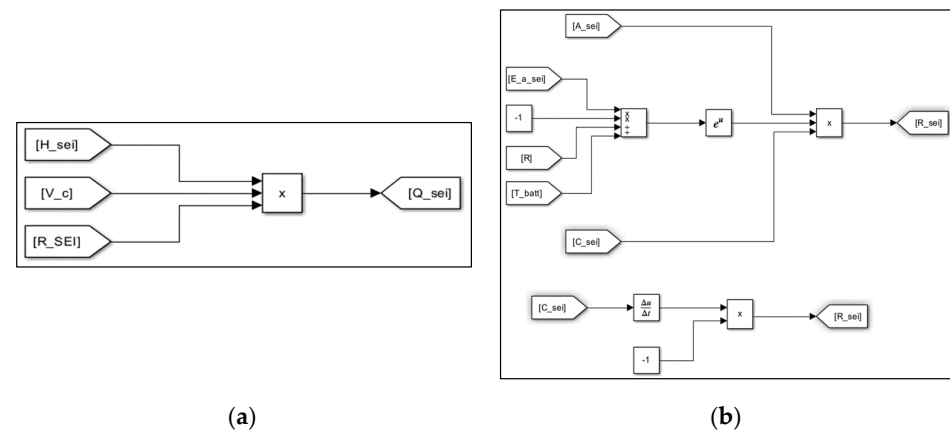 [H_sei]
[V_c]
[R_SEI]
x
[Q_sei]
(a)
[A_sei]
[E_a_sei]
-1
[R]
[T_batt]
x
x
÷
÷
e^u
x
[R_sei]
[C_sei]
[C_sei]
Δu
Δt
-1
x
[R_sei]
(b)